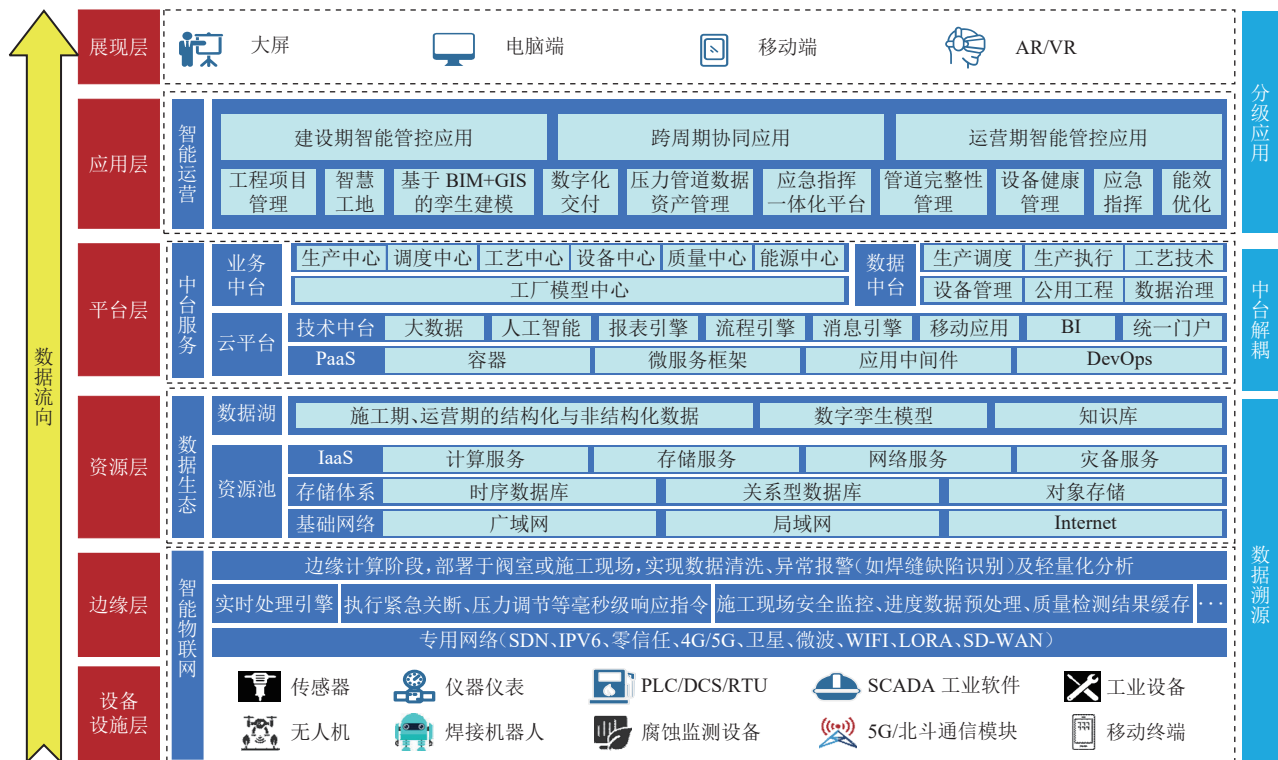 数据流向
展现层
大屏
电脑端
移动端
AR/VR
分级应用
应用层
智能运营
建设期智能管控应用
跨周期协同应用
运营期智能管控应用
工程项目
管理
智慧
工地
基于 BIM+GIS
的孪生建模
数字化
交付
压力管道数据
资产管理
应急指挥
一体化平台
管道完整性
管理
设备健康
管理
应急
指挥
能效
优化
平台层
中台服务
业务
中台
生产中心
调度中心
工艺中心
设备中心
质量中心
能源中心
工厂模型中心
数据
中台
生产调度
生产执行
工艺技术
设备管理
公用工程
数据治理
中台解耦
云平台
技术中台
大数据
人工智能
报表引擎
流程引擎
消息引擎
移动应用
BI
统一门户
PaaS
容器
微服务框架
应用中间件
DevOps
资源层
数据生态
数据湖
施工期、运营期的结构化与非结构化数据
数字孪生模型
知识库
资源池
IaaS
计算服务
存储服务
网络服务
灾备服务
存储体系
时序数据库
关系型数据库
对象存储
基础网络
广域网
局域网
Internet
数据溯源
边缘层
智能物联网
边缘计算阶段,部署于阀室或施工现场,实现数据清洗、异常报警(如焊缝缺陷识别)及轻量化分析
实时处理引擎
执行紧急关断、压力调节等毫秒级响应指令
施工现场安全监控、进度数据预处理、质量检测结果缓存
···
专用网络(SDN、IPV6、零信任、4G/5G、卫星、微波、WIFI、LORA、SD-WAN)
设备
设施层
传感器
仪器仪表
PLC/DCS/RTU
SCADA 工业软件
工业设备
无人机
焊接机器人
腐蚀监测设备
5G/北斗通信模块
移动终端